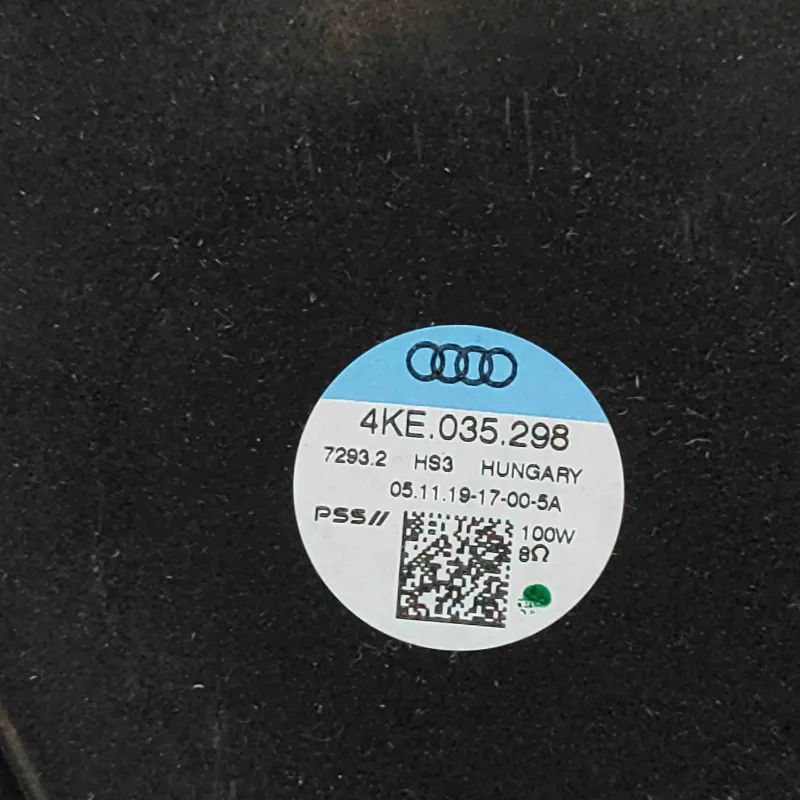 4KE.035.298
7293.2 HS3 HUNGARY
05.11.19-17-00-5A
PSS//
100W
8Ω